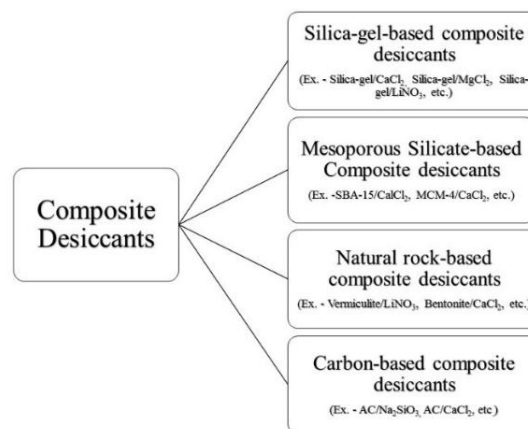 Composite
Desiccants
Silica-gel-based composite
desiccants
(Ex. - Silica-gel/CaCl₂, Silica-gel/MgCl₂, Silica-
gel/LiNO₃, etc.)
Mesoporous Silicate-based
Composite desiccants
(Ex. -SBA-15/CalCl₂, MCM-4/CaCl₂, etc.)
Natural rock-based
composite desiccants
(Ex. - Vermiculite/LiNO₃, Bentonite/CaCl₂, etc.)
Carbon-based composite
desiccants
(Ex. - AC/Na₂SiO₃, AC/CaCl₂, etc)